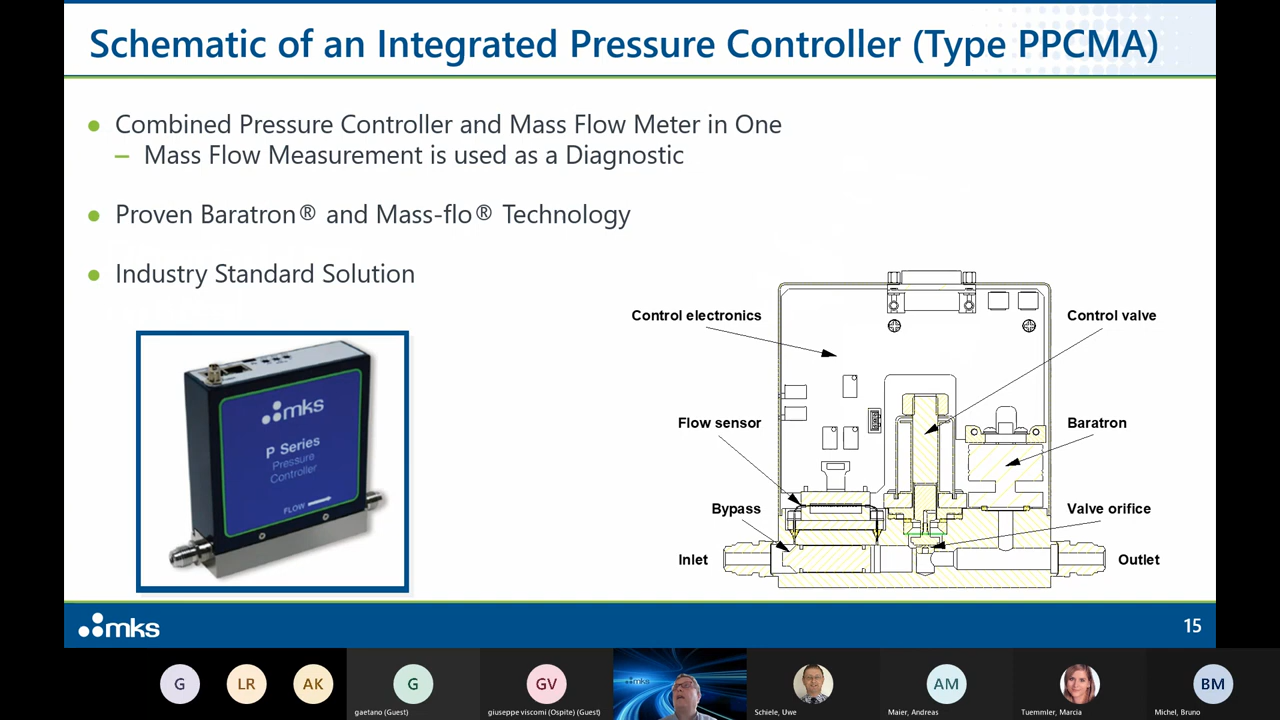 Schematic of an Integrated Pressure Controller (Type PPCMA)
Combined Pressure Controller and Mass Flow Meter in One
– Mass Flow Measurement is used as a Diagnostic
Proven Baratron® and Mass-flo® Technology
Industry Standard Solution
mks
P Series
Pressure
Controller
FLOW
Control electronics
Control valve
Flow sensor
Baratron
Bypass
Valve orifice
Inlet
Outlet
mks
15
G
LR
AK
G
gaetano (Guest)
GV
giuseppe viscomi (Ospite) (Guest)
mks
Schiele, Uwe
AM
Maier, Andreas
Tuemmler, Marcia
BM
Michel, Bruno